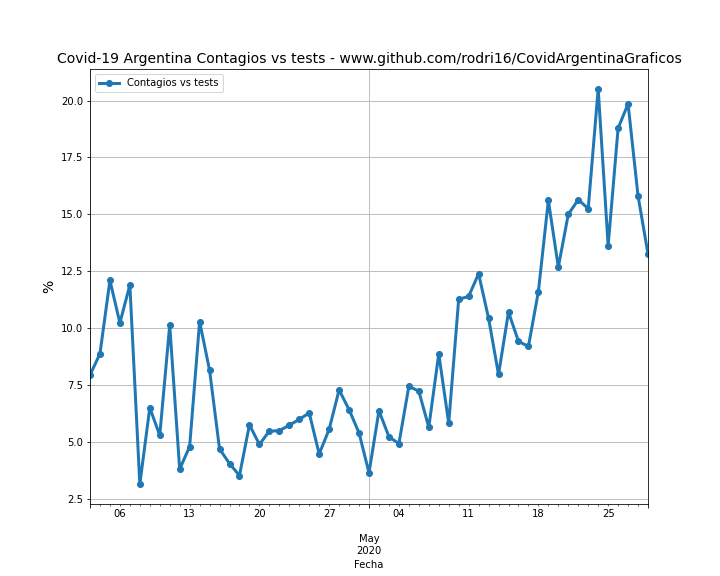 Covid-19 Argentina Contagios vs tests - www.github.com/rodri16/CovidArgentinaGraficos
Contagios vs tests
20.0
17.5
15.0
12.5
10.0
7.5
5.0
2.5
%
06 13 20 27 04 11 18 25
May
2020
Fecha